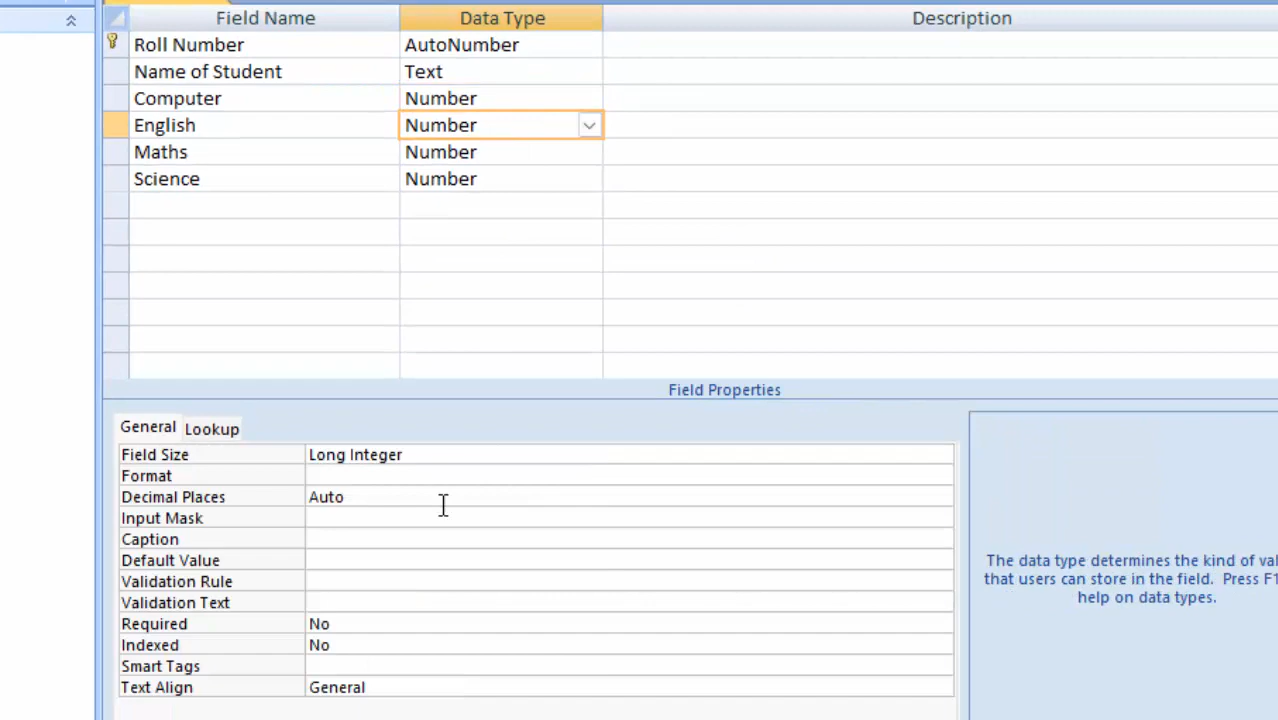 Field Name Data Type Description
Roll Number AutoNumber
Name of Student Text
Computer Number
English Number
Maths Number
Science Number
Field Properties
General Lookup
Field Size Long Integer
Format
Decimal Places Auto
Input Mask
Caption
Default Value
Validation Rule
Validation Text
Required No
Indexed No
Smart Tags
Text Align General
The data type determines the kind of val
that users can store in the field. Press F1
help on data types.